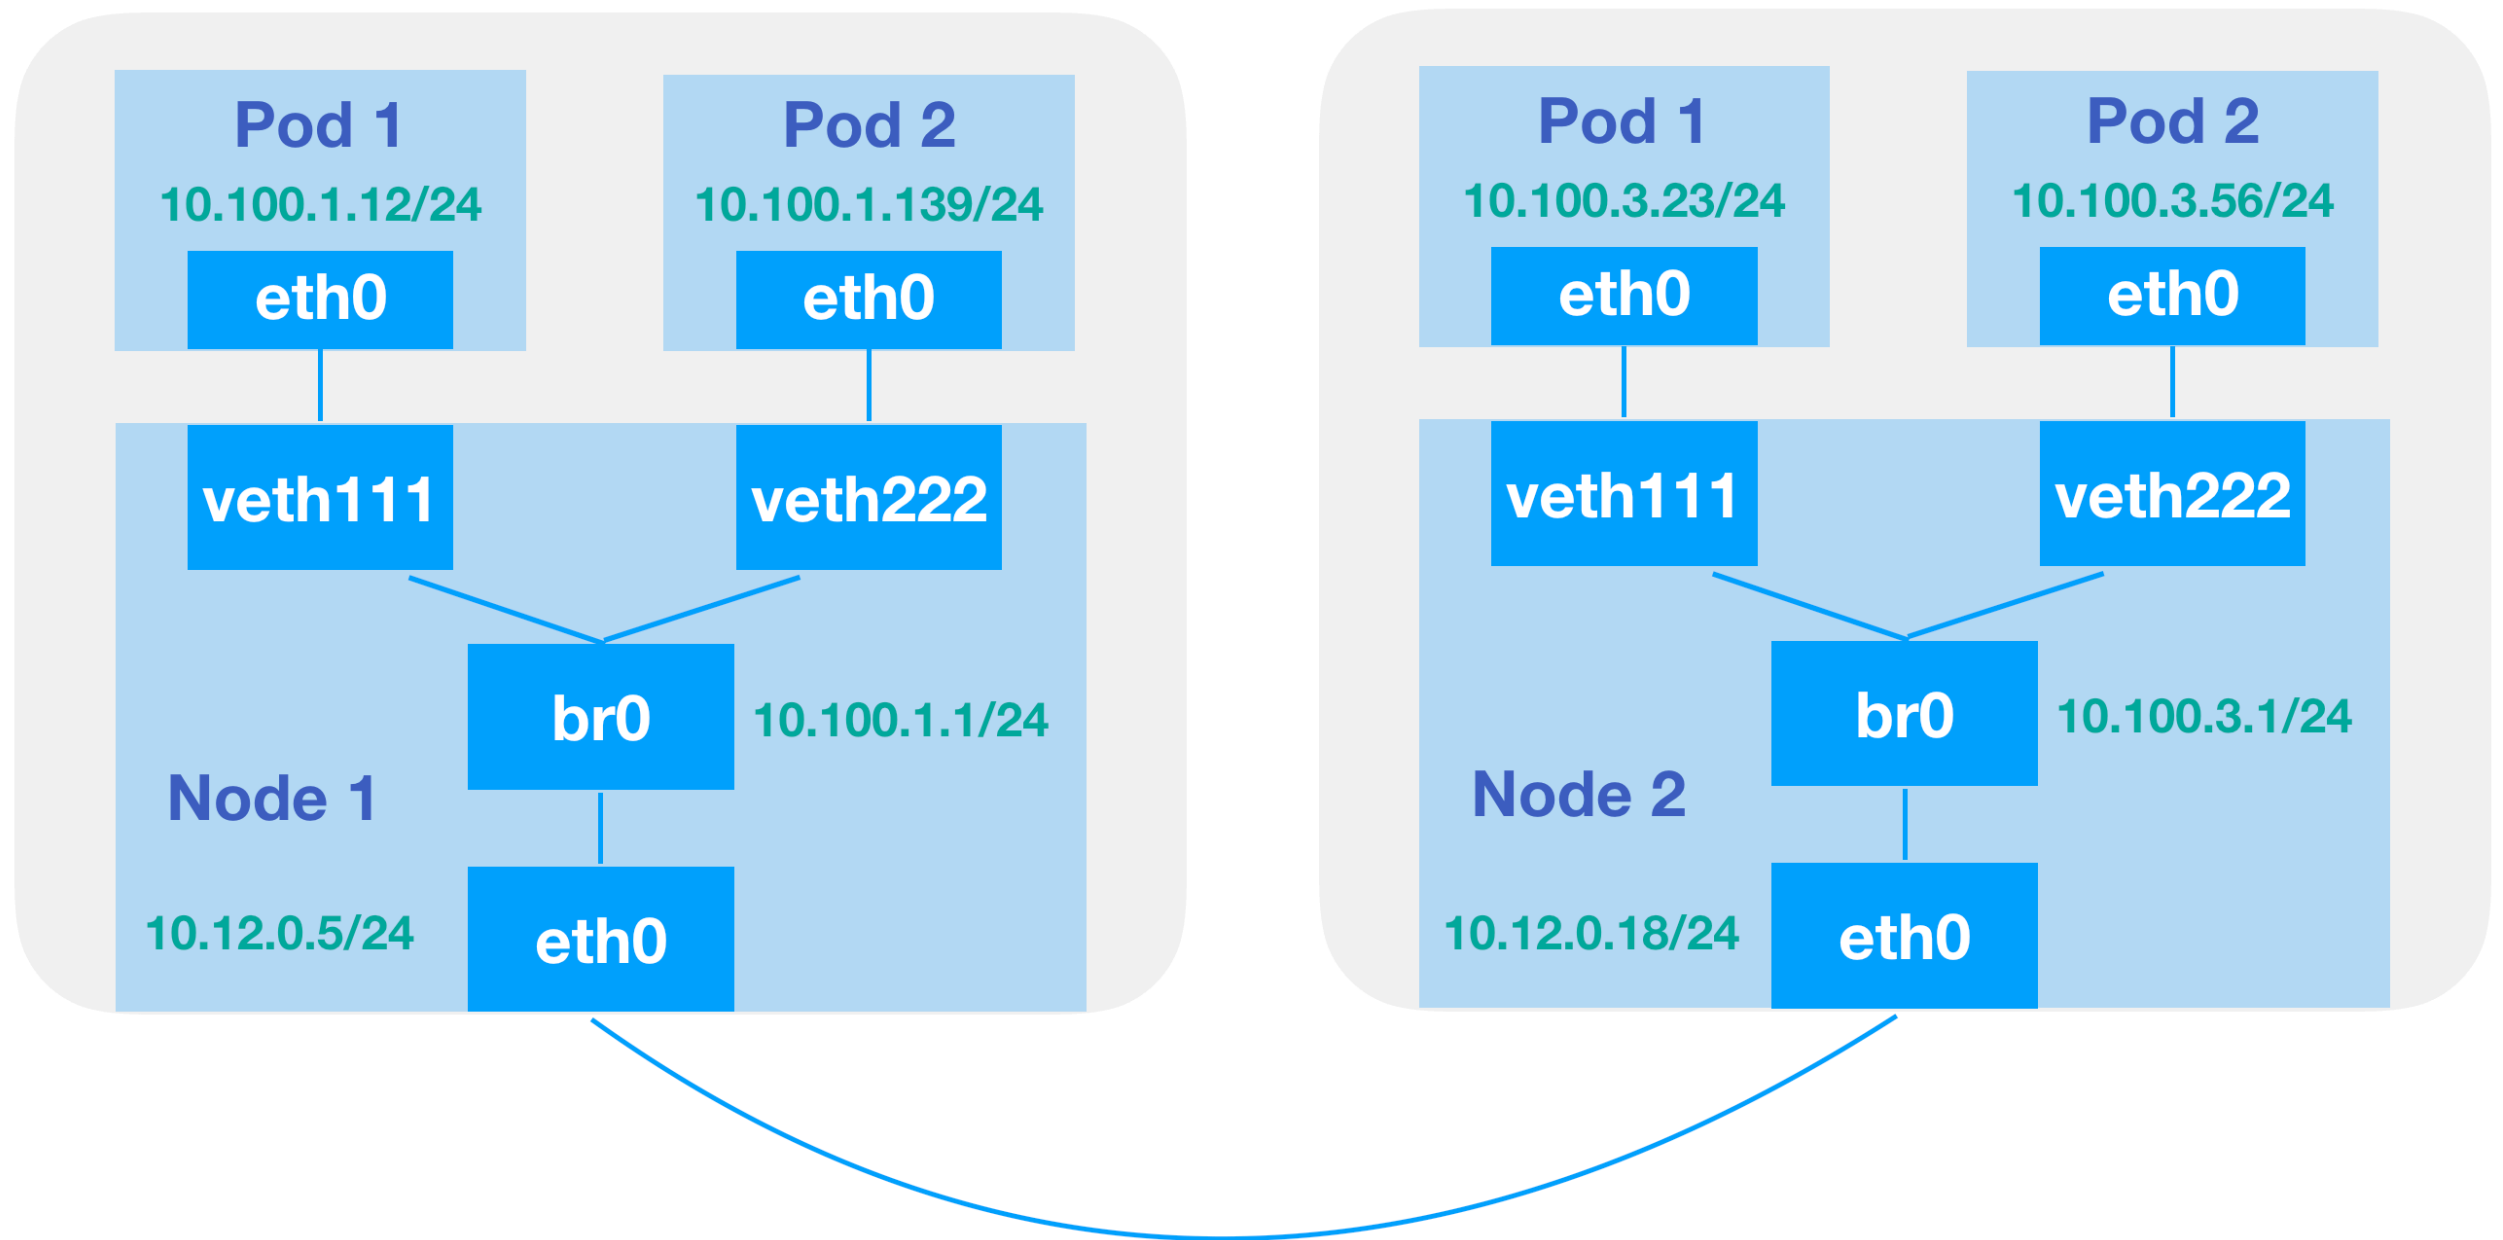 Pod 1
10.100.1.12/24
eth0
Pod 2
10.100.1.139/24
eth0
veth111
veth222
br0
10.100.1.1/24
Node 1
10.12.0.5/24
eth0
Pod 1
10.100.3.23/24
eth0
Pod 2
10.100.3.56/24
eth0
veth111
veth222
br0
10.100.3.1/24
Node 2
10.12.0.18/24
eth0